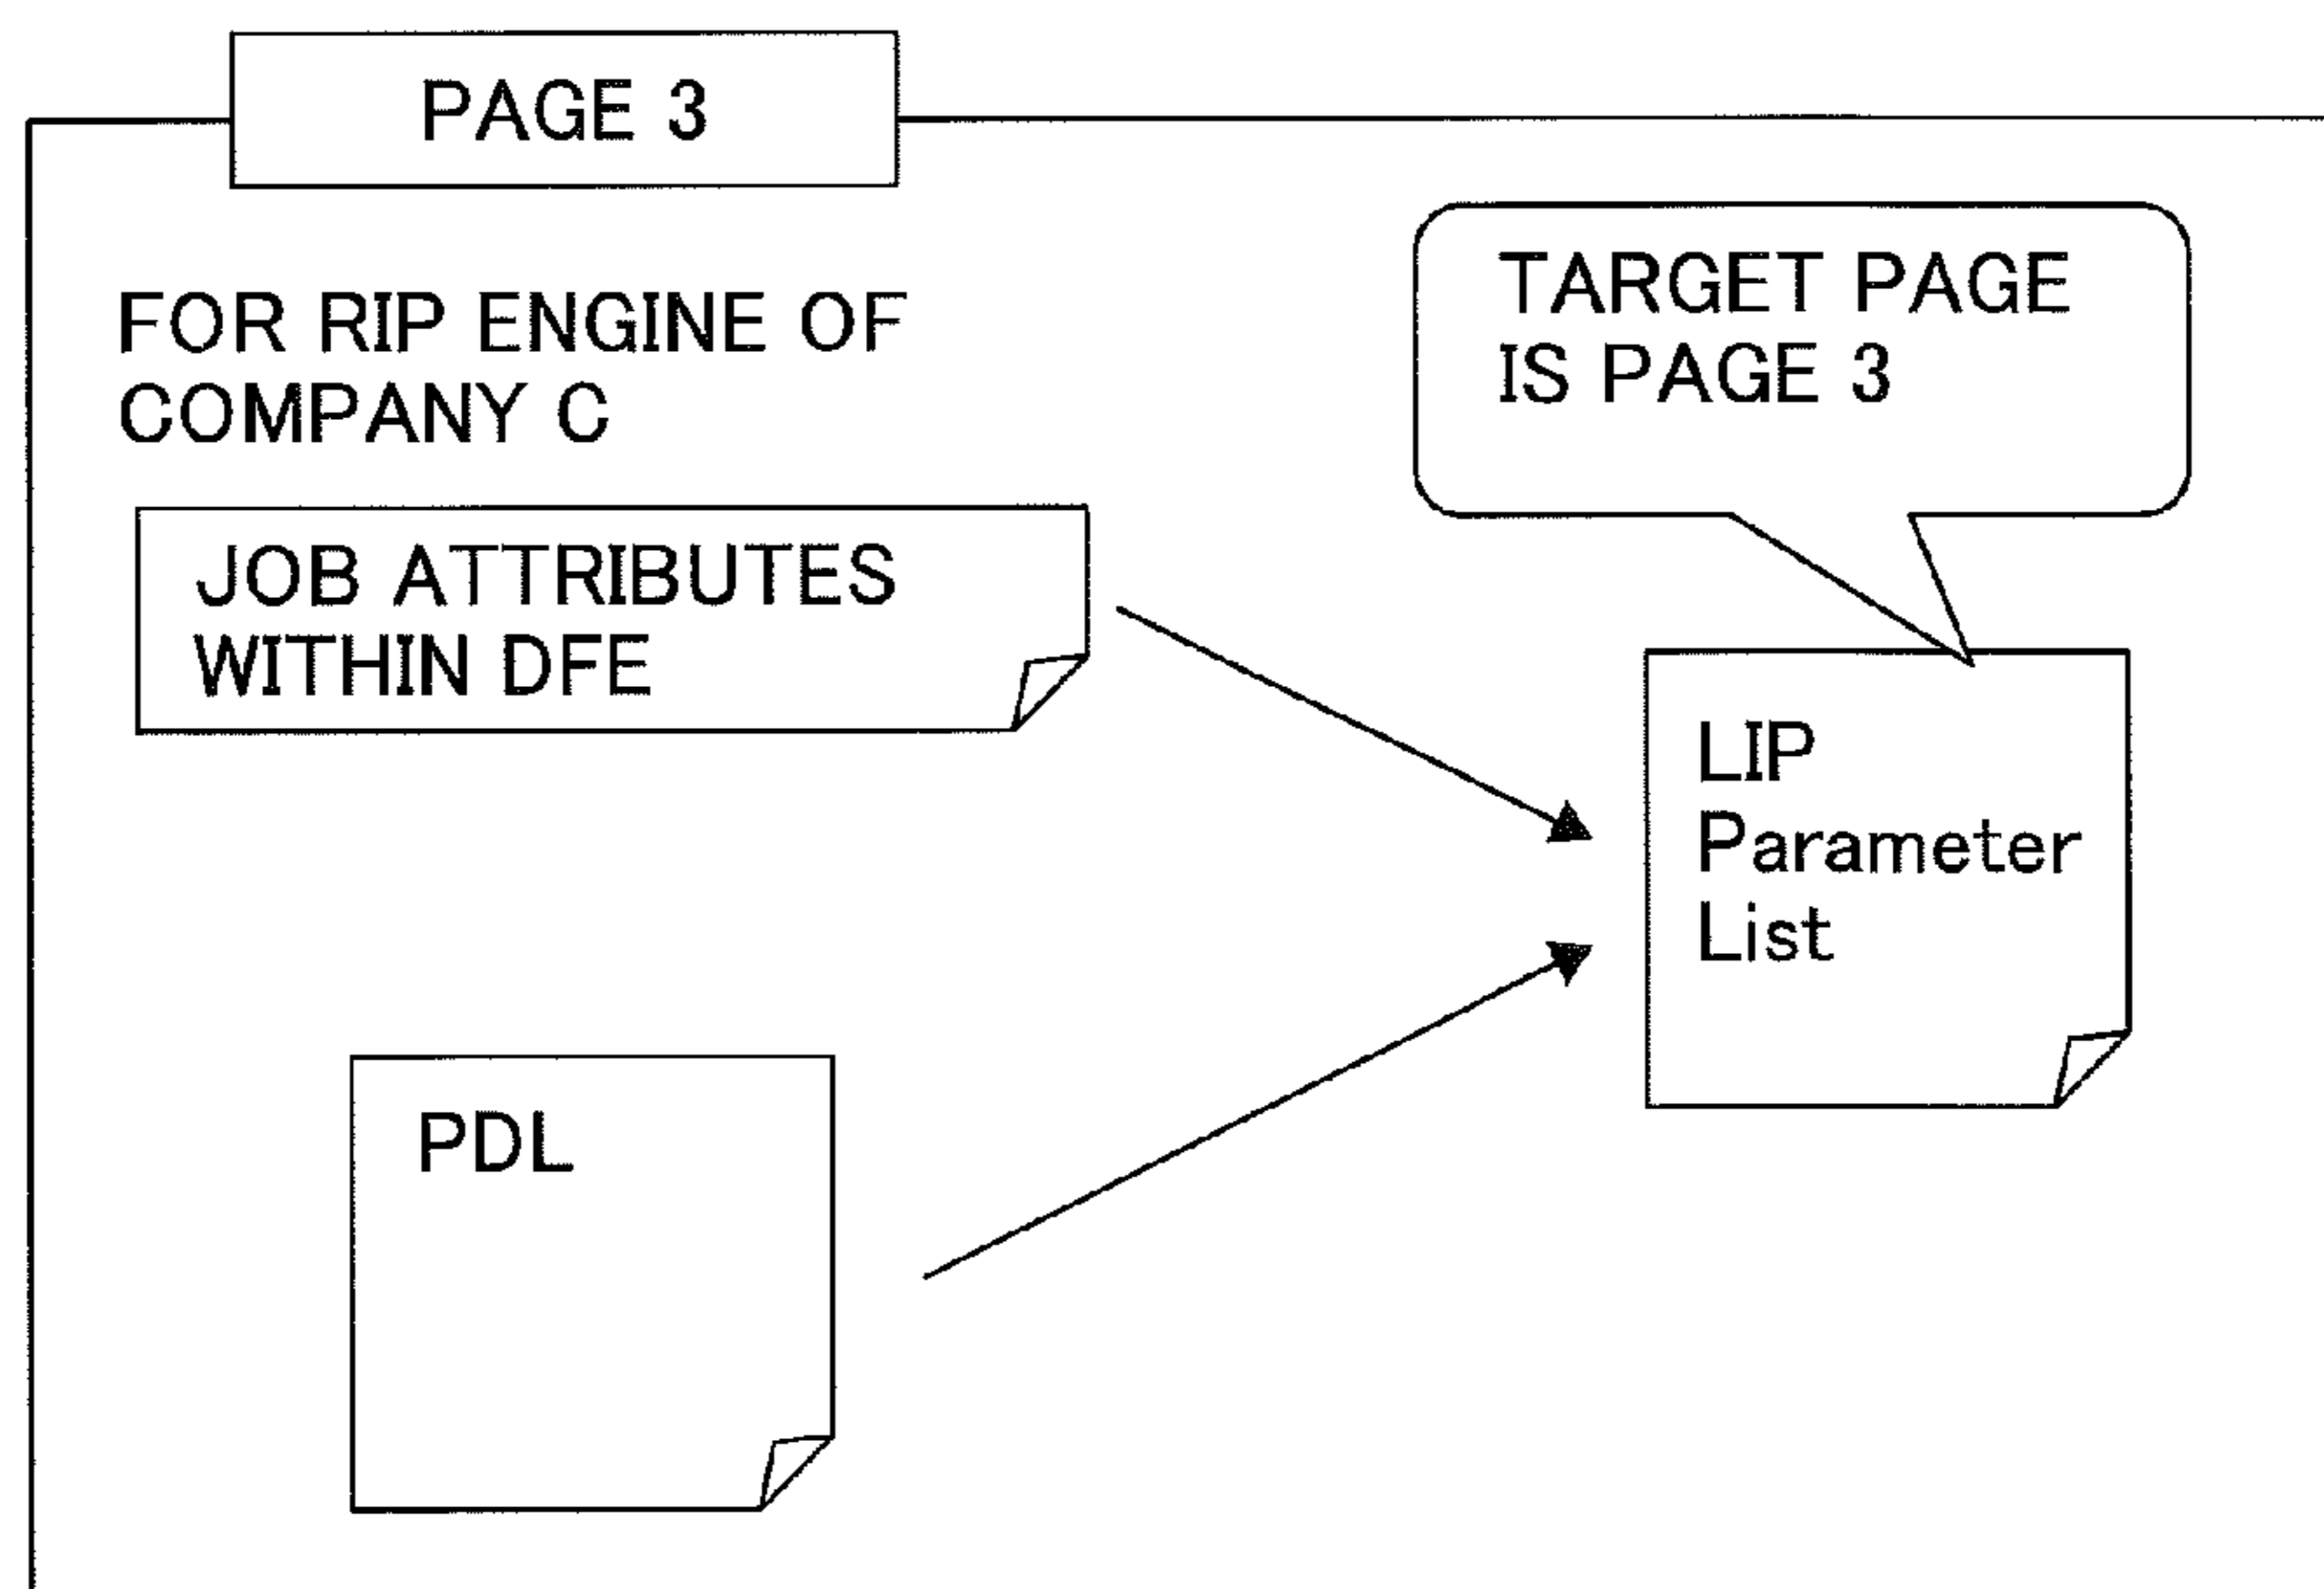 PAGE 3
FOR RIP ENGINE OF
COMPANY C
TARGET PAGE
IS PAGE 3
JOB ATTRIBUTES
WITHIN DFE
LIP
Parameter
List
PDL